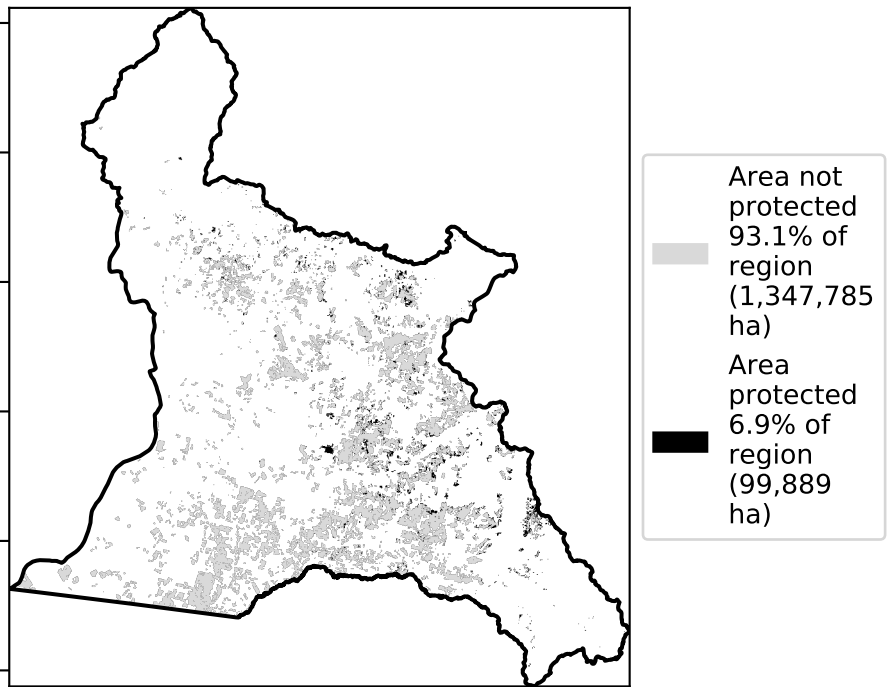 Area not
protected
93.1% of
region
(1,347,785
ha)
Area
protected
6.9% of
region
(99,889
ha)